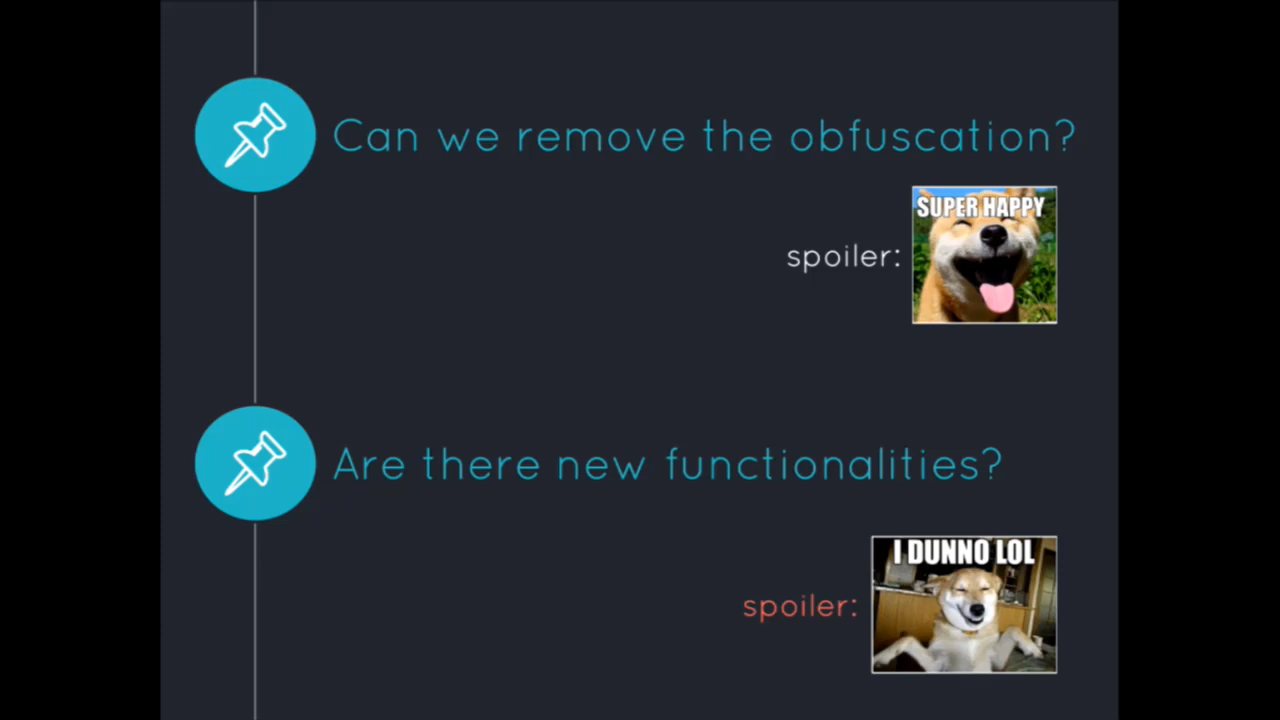 Can we remove the obfuscation?
SUPER HAPPY
spoiler:
Are there new functionalities?
I DUNNO LOL
spoiler: